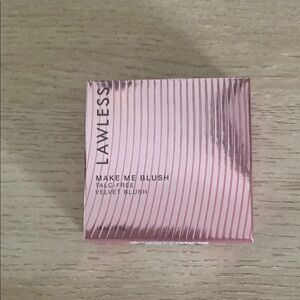 LAWLESS
MAKE ME BLUSH
TALC-FREE
VELVET BLUSH